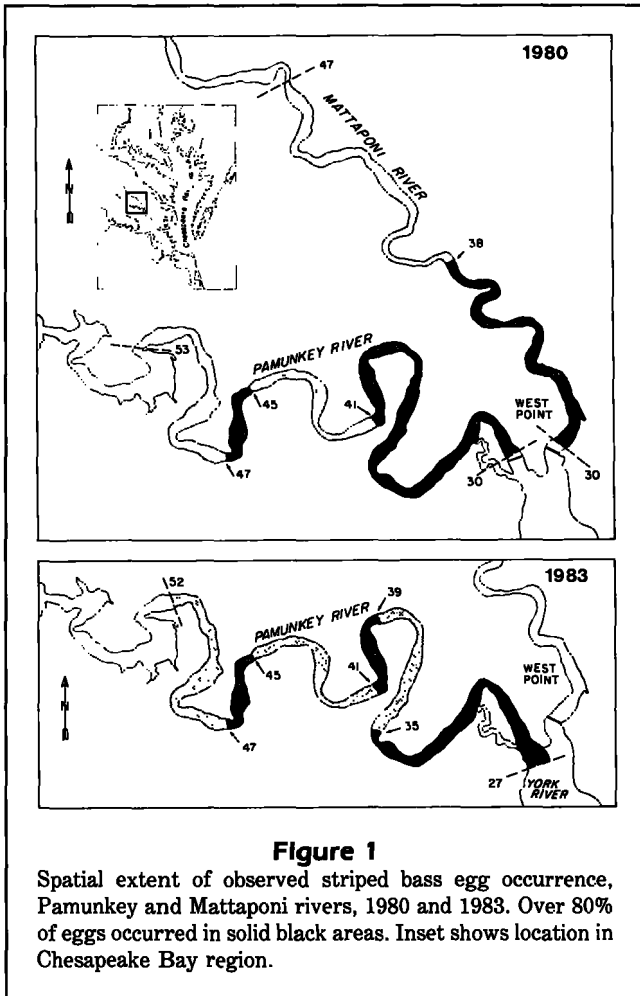 1980
47
MATTAPONI RIVER
N
38
53
PAMUNKEY RIVER
45
41
WEST
POINT
47
30
30
1983
52
39
PAMUNKEY RIVER
N
45
41
WEST
POINT
47
35
27
YORK
RIVER
Figure 1
Spatial extent of observed striped bass egg occurrence,
Pamunkey and Mattaponi rivers, 1980 and 1983. Over 80%
of eggs occurred in solid black areas. Inset shows location in
Chesapeake Bay region.